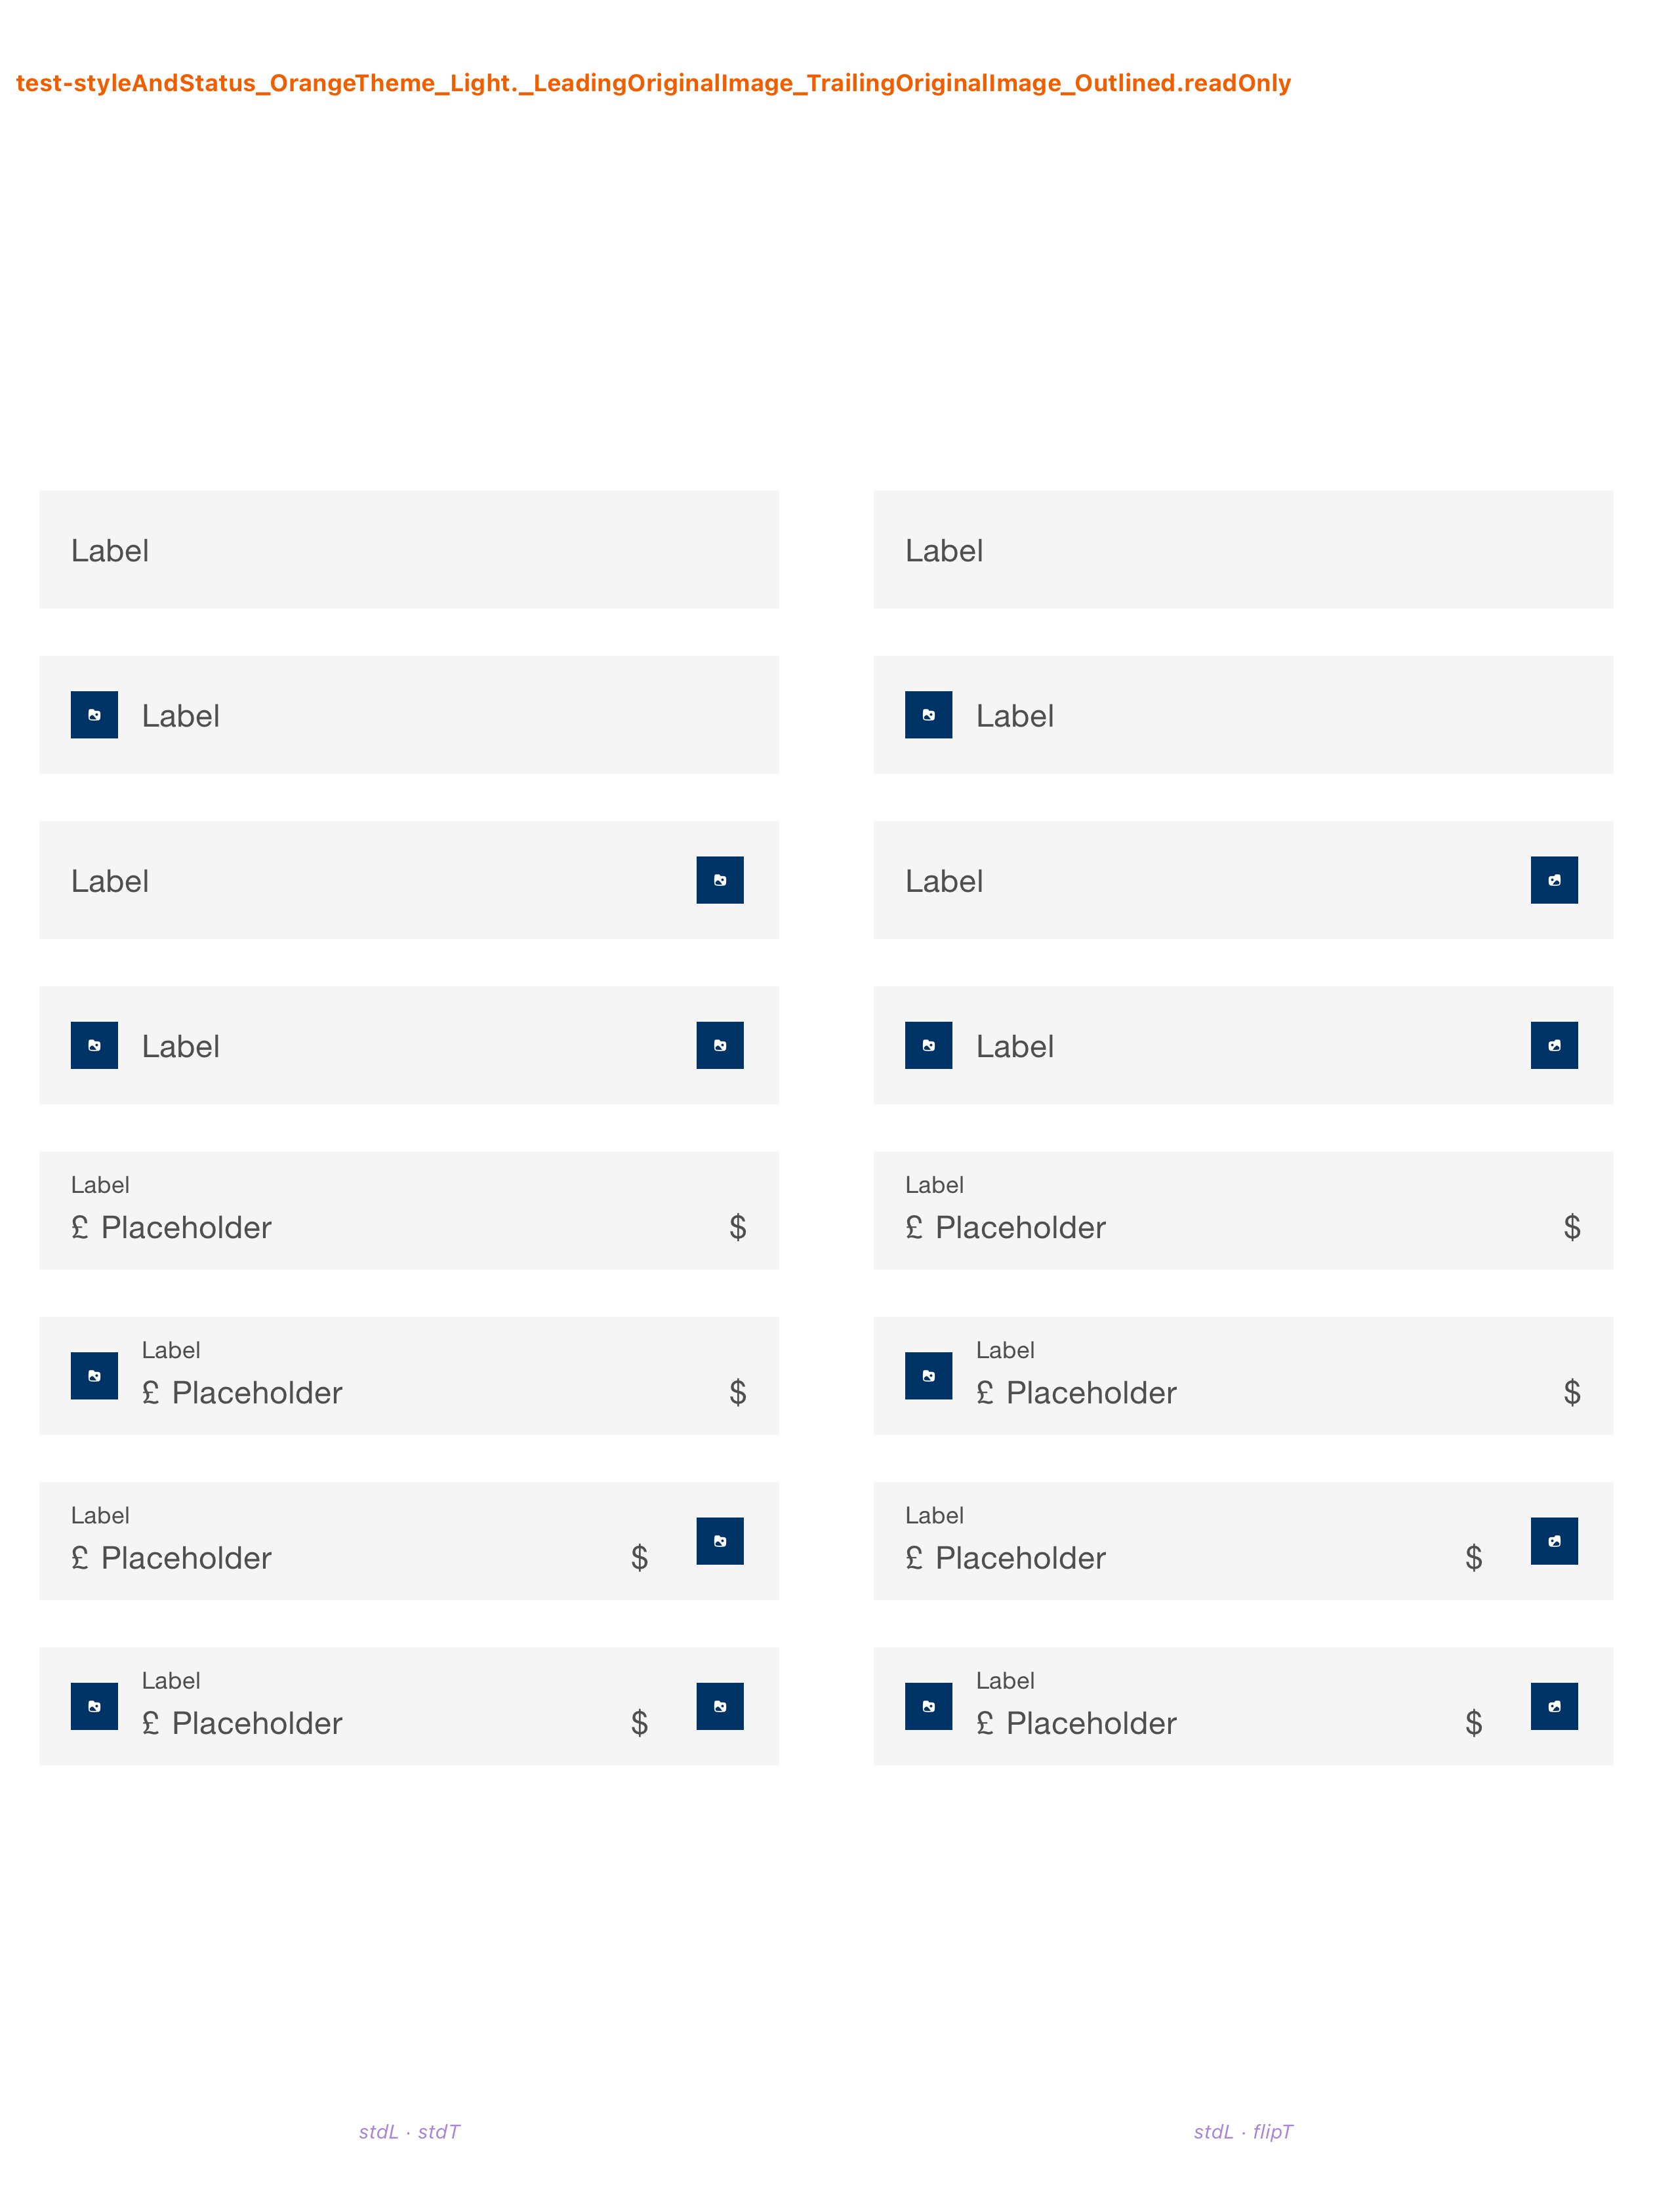 test-styleAndStatus_OrangeTheme_Light._LeadingOriginalImage_TrailingOriginalImage_Outlined.readOnly
Label
Label
Label
Label
Label
Label
Label
Label
Label
Label
£ Placeholder $
£ Placeholder $
Label
Label
£ Placeholder $
£ Placeholder $
Label
Label
£ Placeholder $
£ Placeholder $
Label
Label
£ Placeholder $
£ Placeholder $
stdL · stdT
stdL · flipT